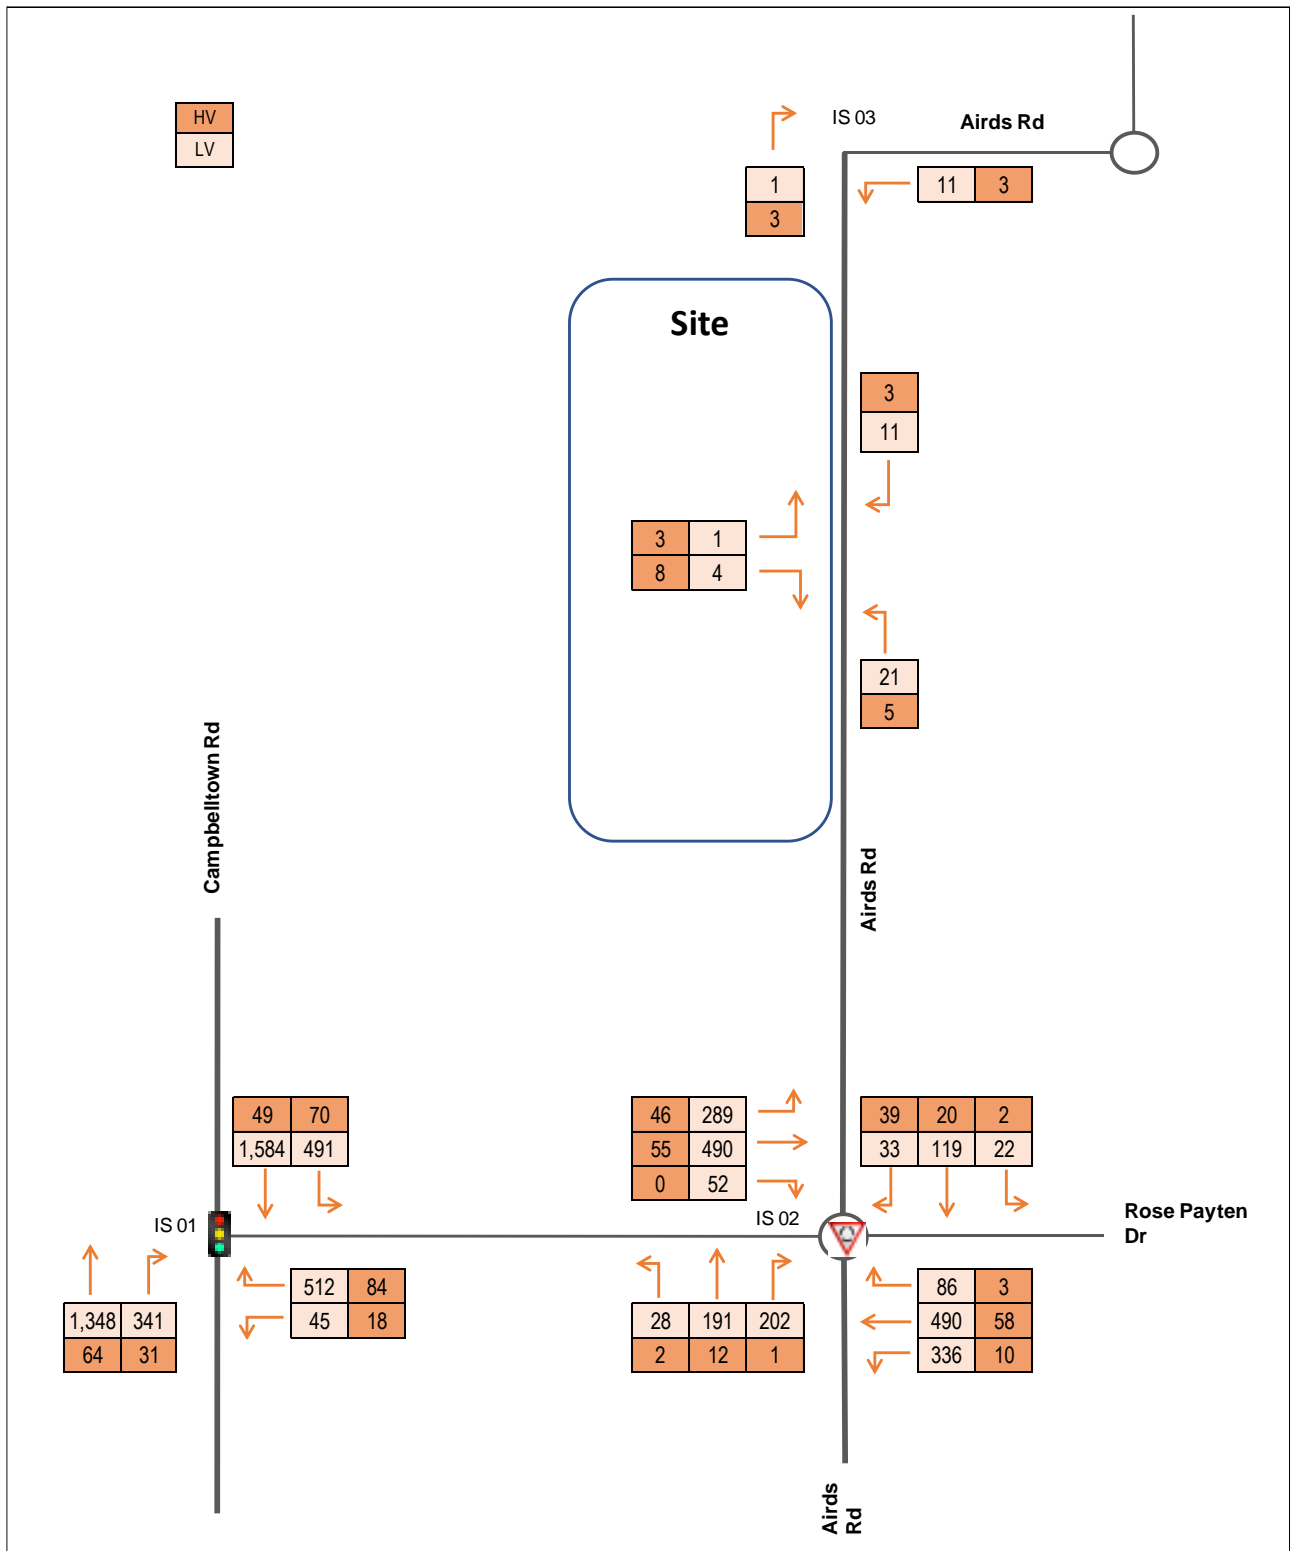 HV
LV
IS 03
Airds Rd
1
3
11 3
Site
3
11
3 1
8 4
21
5
Campbelltown Rd
Airds Rd
49 70
1,584 491
46 289
55 490
0 52
39 20 2
33 119 22
IS 01
IS 02
Rose Payten
Dr
512 84
45 18
1,348 341
64 31
28 191 202
2 12 1
86 3
490 58
336 10
Airds
Rd